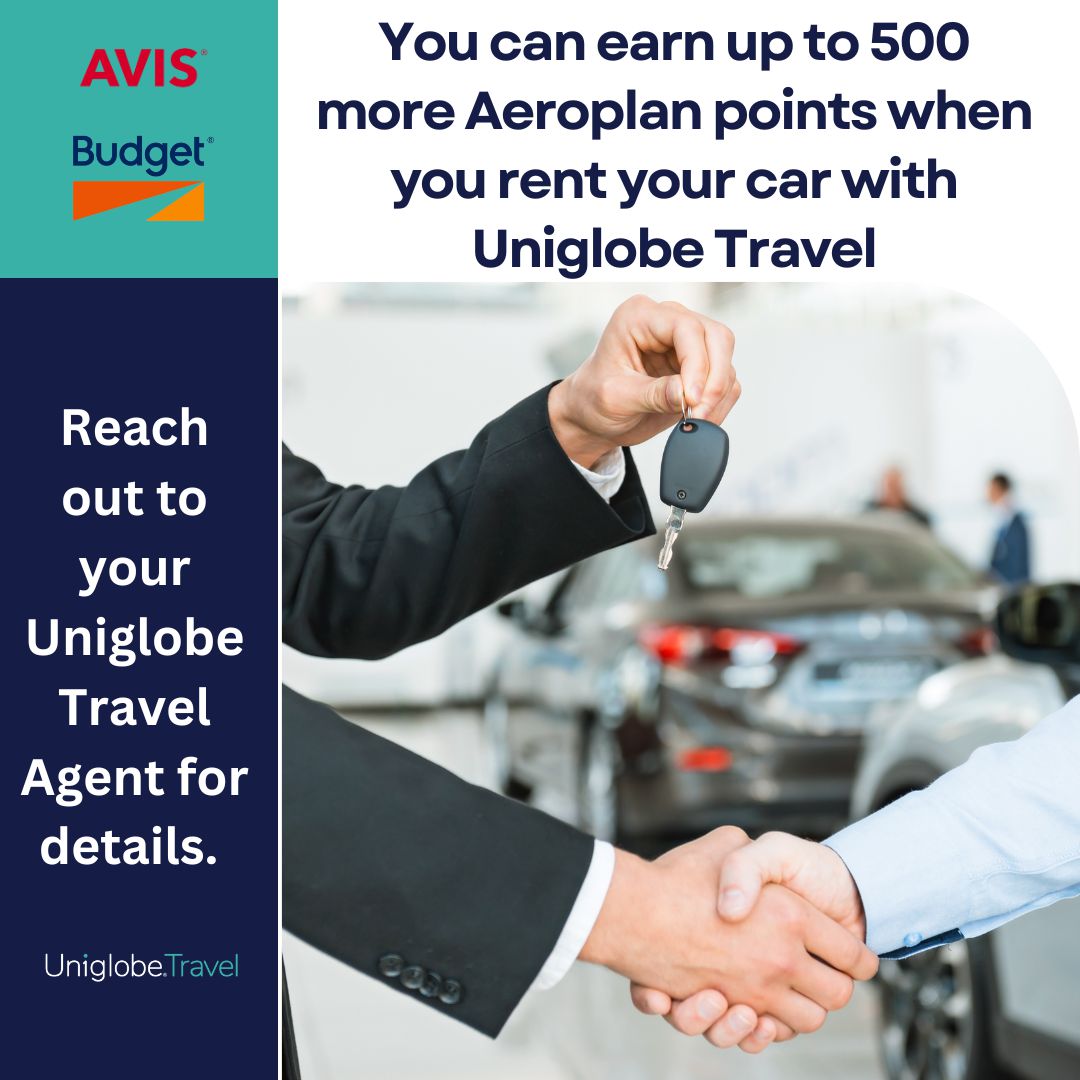 AVIS®
Budget®
You can earn up to 500
more Aeroplan points when
you rent your car with
Uniglobe Travel
Reach
out to
your
Uniglobe
Travel
Agent for
details.
Uniglobe.Travel